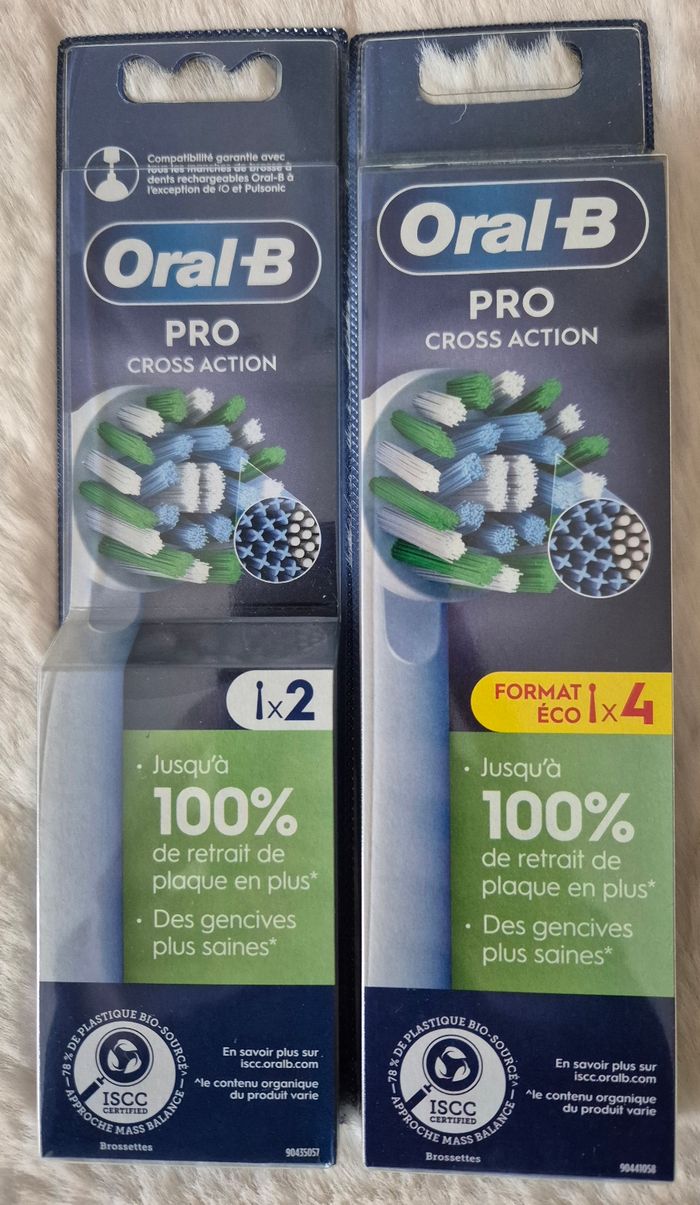 Compatibilité garantie avec
tous les manches de brosse à
dents rechargeables Oral-B à
l'exception de iO et Pulsonic
Oral-B
PRO
CROSS ACTION
x2
• Jusqu'à
100%
de retrait de
plaque en plus*
• Des gencives
plus saines*
78 % DE PLASTIQUE BIO-SOURCÉ^
ISCC
CERTIFIED
APPROCHE MASS BALANCE
En savoir plus sur
iscc.oralb.com
^le contenu organique
du produit varie
Brossettes
90435057
Oral-B
PRO
CROSS ACTION
FORMAT
ÉCO x4
• Jusqu'à
100%
de retrait de
plaque en plus*
• Des gencives
plus saines*
78 % DE PLASTIQUE BIO-SOURCÉ^
ISCC
CERTIFIED
APPROCHE MASS BALANCE
En savoir plus sur
iscc.oralb.com
^le contenu organique
du produit varie
Brossettes
90441058